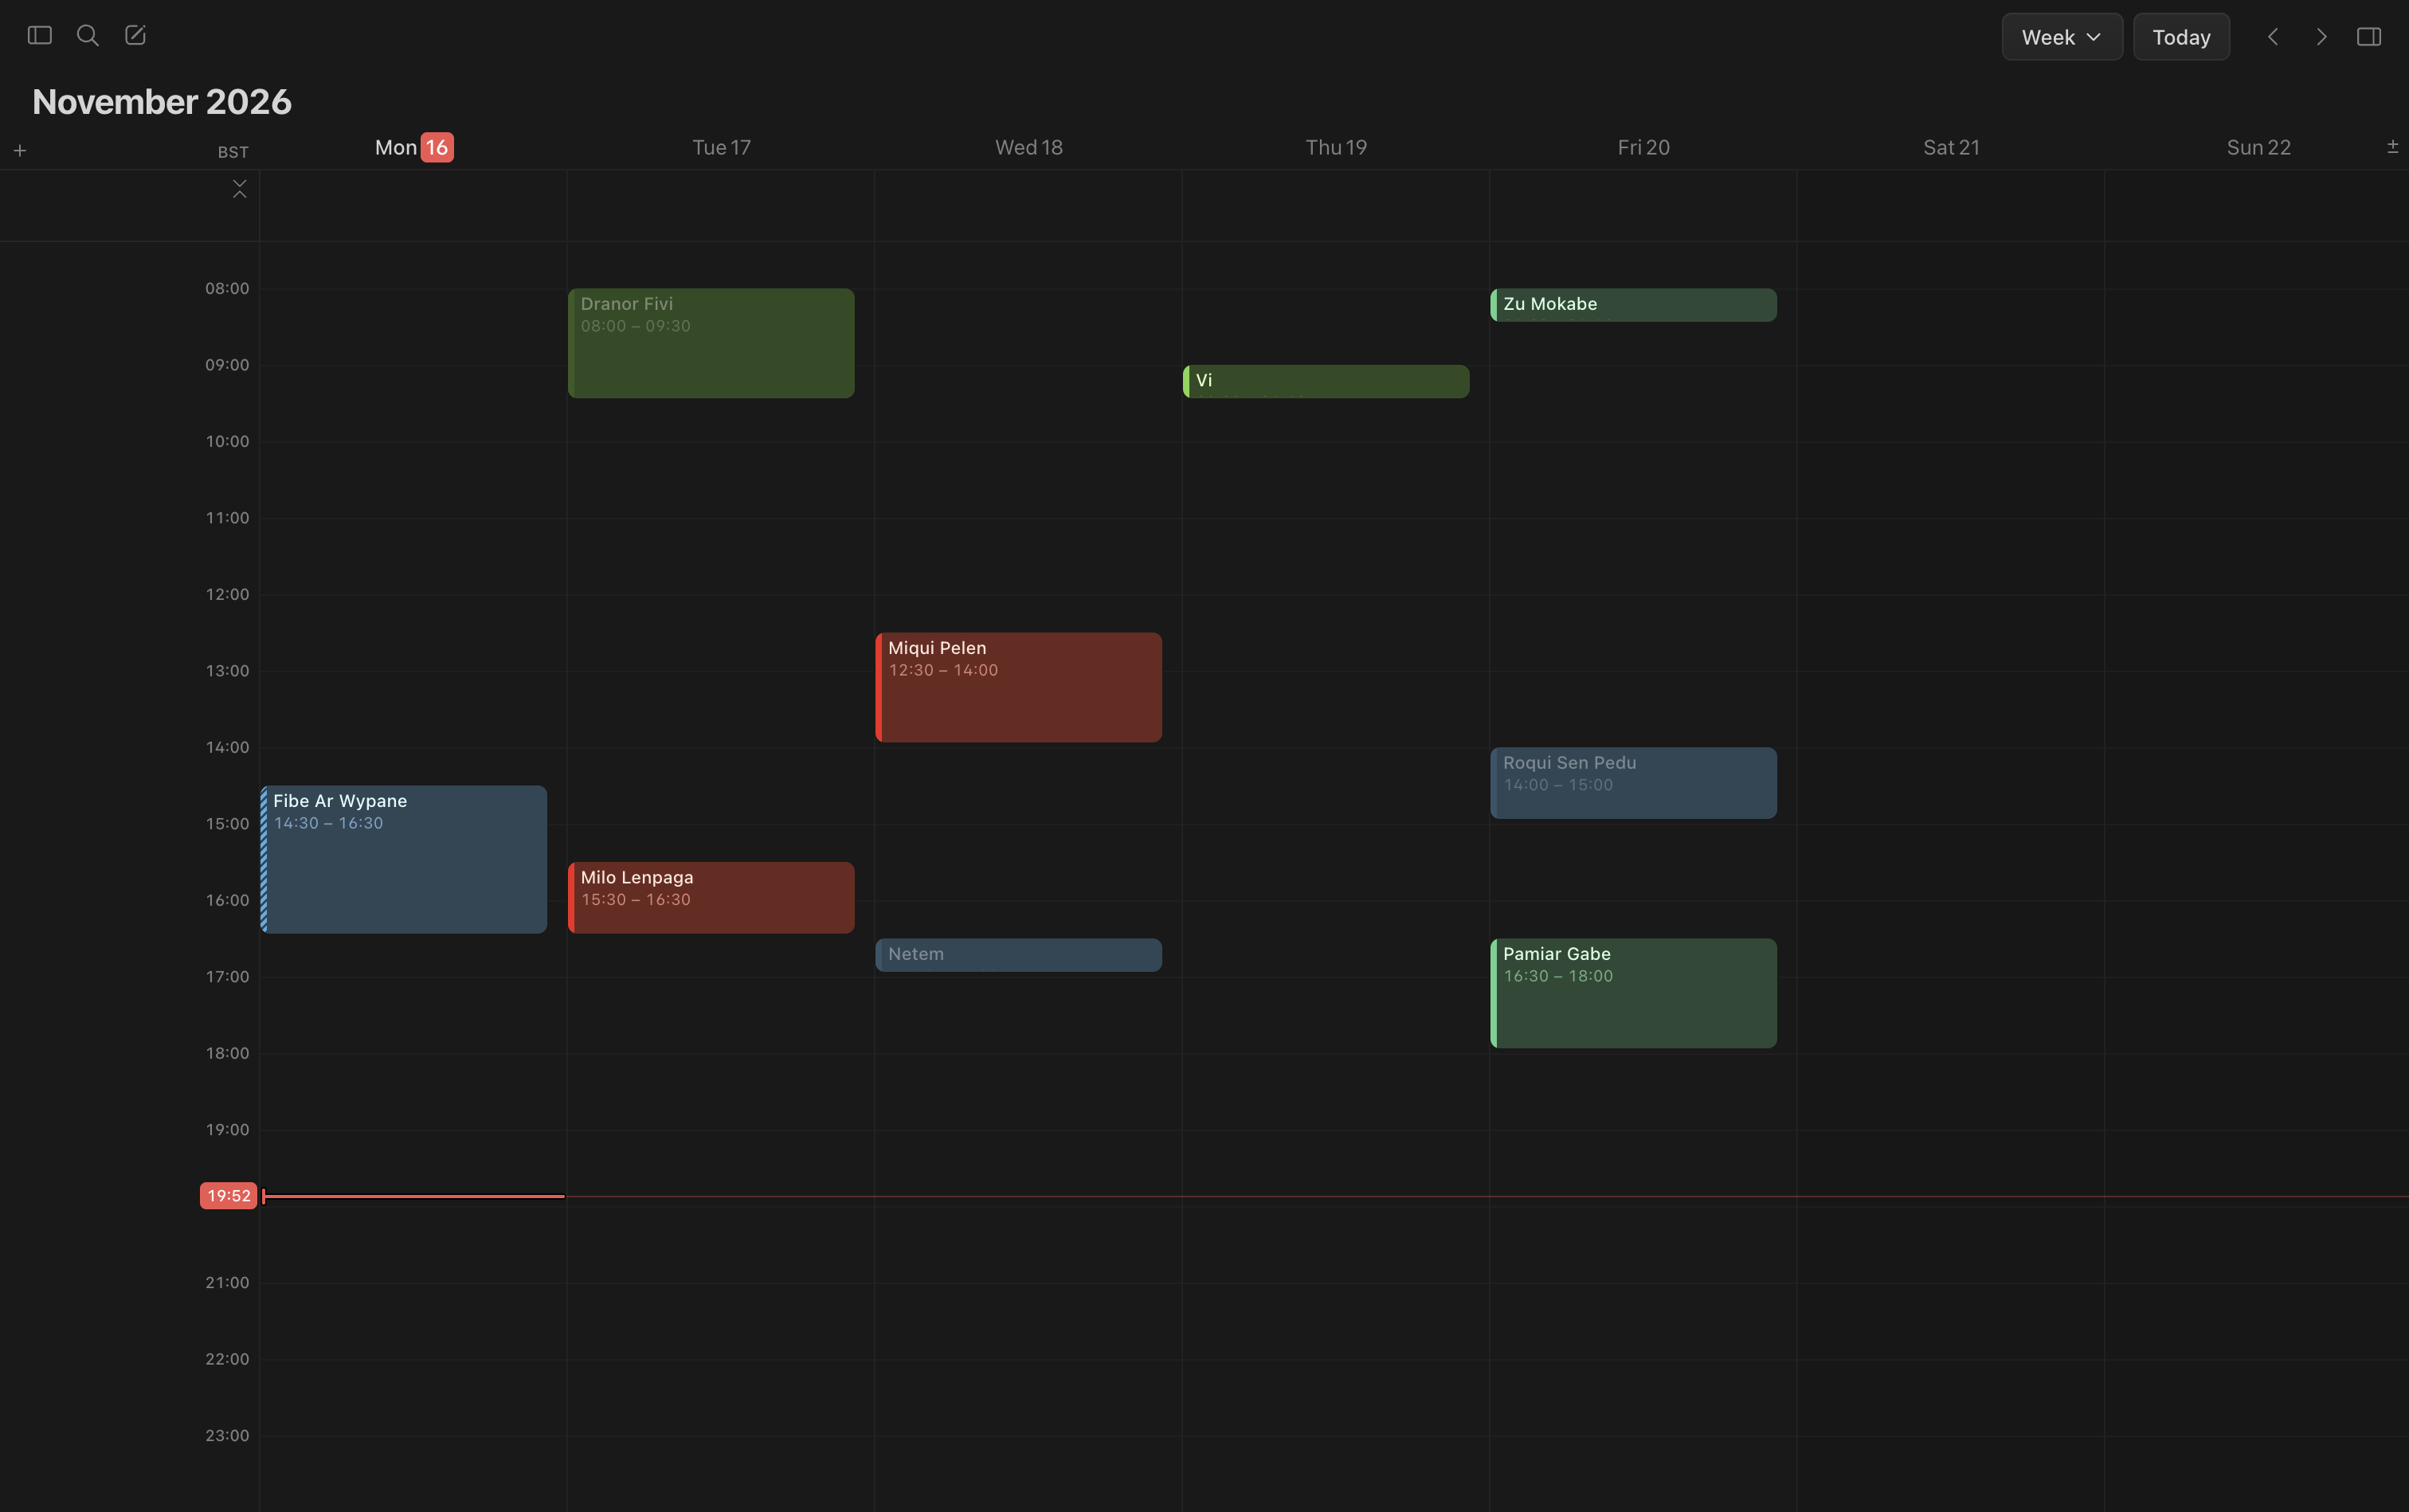 Week
Today
November 2026
BST
Mon 16
Tue 17
Wed 18
Thu 19
Fri 20
Sat 21
Sun 22
08:00
09:00
10:00
11:00
12:00
13:00
14:00
15:00
16:00
17:00
18:00
19:00
19:52
21:00
22:00
23:00
Fibe Ar Wypane
14:30 – 16:30
Dranor Fivi
08:00 – 09:30
Milo Lenpaga
15:30 – 16:30
Miqui Pelen
12:30 – 14:00
Netem
Vi
Zu Mokabe
Roqui Sen Pedu
14:00 – 15:00
Pamiar Gabe
16:30 – 18:00